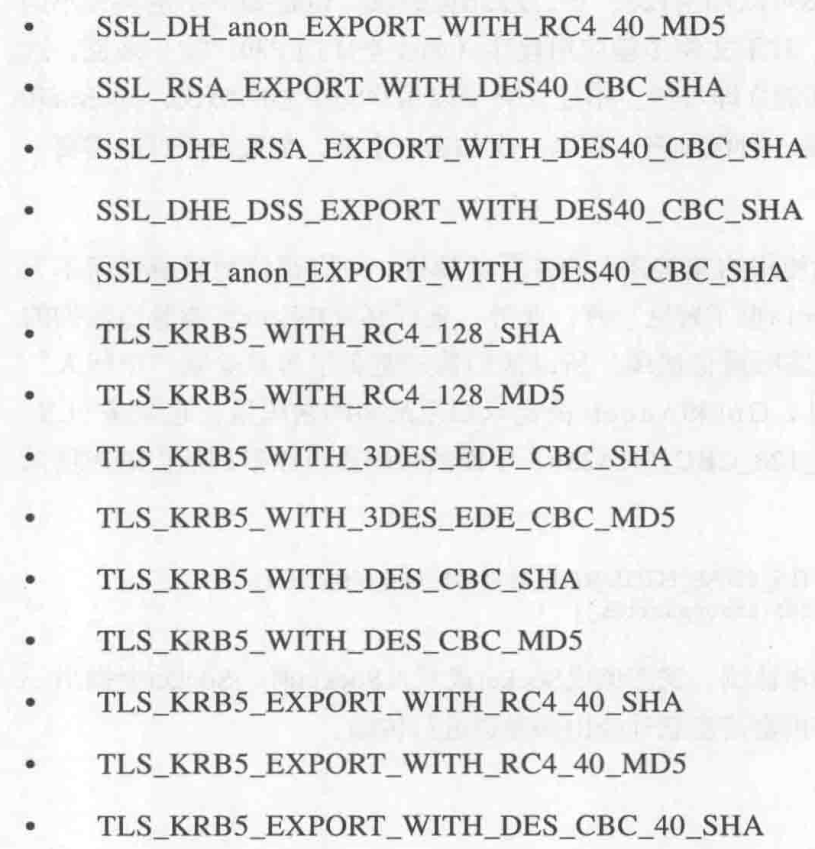 • SSL_DH_anon_EXPORT_WITH_RC4_40_MD5
• SSL_RSA_EXPORT_WITH_DES40_CBC_SHA
• SSL_DHE_RSA_EXPORT_WITH_DES40_CBC_SHA
• SSL_DHE_DSS_EXPORT_WITH_DES40_CBC_SHA
• SSL_DH_anon_EXPORT_WITH_DES40_CBC_SHA
• TLS_KRB5_WITH_RC4_128_SHA
• TLS_KRB5_WITH_RC4_128_MD5
• TLS_KRB5_WITH_3DES_EDE_CBC_SHA
• TLS_KRB5_WITH_3DES_EDE_CBC_MD5
• TLS_KRB5_WITH_DES_CBC_SHA
• TLS_KRB5_WITH_DES_CBC_MD5
• TLS_KRB5_EXPORT_WITH_RC4_40_SHA
• TLS_KRB5_EXPORT_WITH_RC4_40_MD5
• TLS_KRB5_EXPORT_WITH_DES_CBC_40_SHA